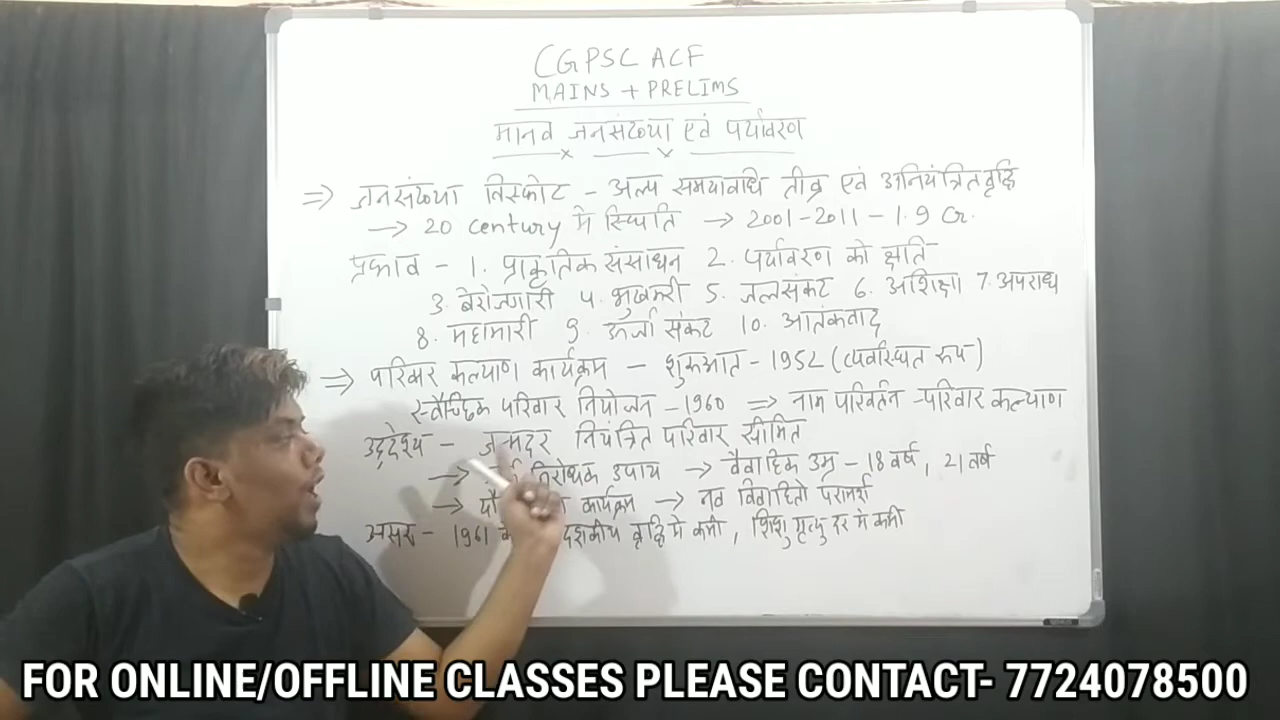 CGPSC ACF
MAINS + PRELIMS
मानव जनसंख्या एवं पर्यावरण
⇒ जनसंख्या विस्फोट - अल्प समयावधि तीव्र एवं अनियंत्रित वृद्धि
→ 20 Century मे स्थिति → 2001-2011 - 1.9 Cr.
प्रभाव - 1. प्राकृतिक संसाधन 2. पर्यावरण को क्षति
3. बेरोजगारी 4. भुखमरी 5. जलसंकट 6. अशिक्षा 7. अपराध
8. महामारी 9. ऊर्जा संकट 10. आतंकवाद
⇒ परिवार कल्याण कार्यक्रम - शुरुआत - 1952 (व्यवस्थित रूप)
स्वैच्छिक परिवार नियोजन - 1960 ⇒ नाम परिवर्तन - परिवार कल्याण
उद्देश्य - जन्मदर नियंत्रित परिवार सीमित
→ निरोधक उपाय → वैवाहिक उम्र - 18 वर्ष, 21 वर्ष
→ कार्यक्रम → नव विवाहितो परामर्श
असर - 1961 दशकीय वृद्धि मे कमी, शिशु मृत्यु दर मे कमी
FOR ONLINE/OFFLINE CLASSES PLEASE CONTACT- 7724078500